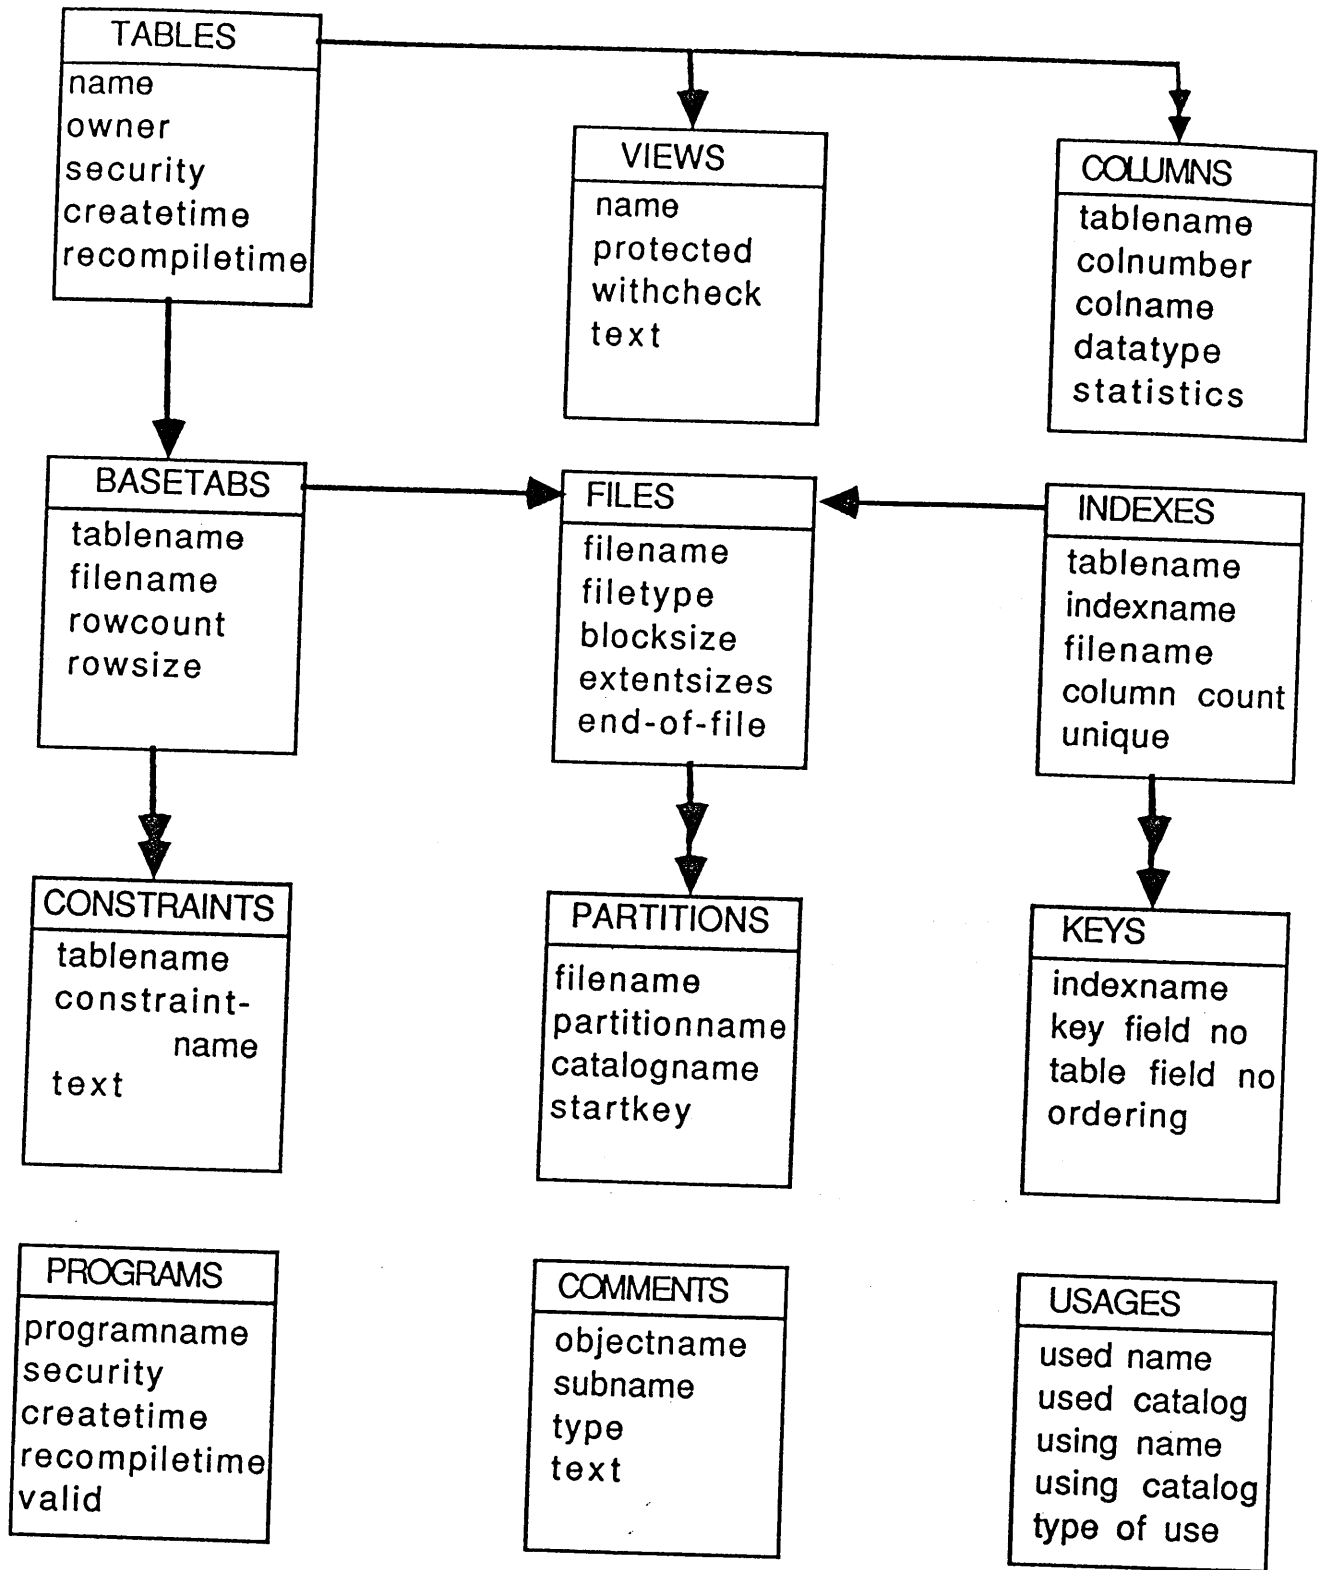 TABLES
name
owner
security
createtime
recompiletime
VIEWS
name
protected
withcheck
text
COLUMNS
tablename
colnumber
colname
datatype
statistics
BASETABS
tablename
filename
rowcount
rowsize
FILES
filename
filetype
blocksize
extentsizes
end-of-file
INDEXES
tablename
indexname
filename
column count
unique
CONSTRAINTS
tablename
constraint-
name
text
PARTITIONS
filename
partitionname
catalogname
startkey
KEYS
indexname
key field no
table field no
ordering
PROGRAMS
programname
security
createtime
recompiletime
valid
COMMENTS
objectname
subname
type
text
USAGES
used name
used catalog
using name
using catalog
type of use